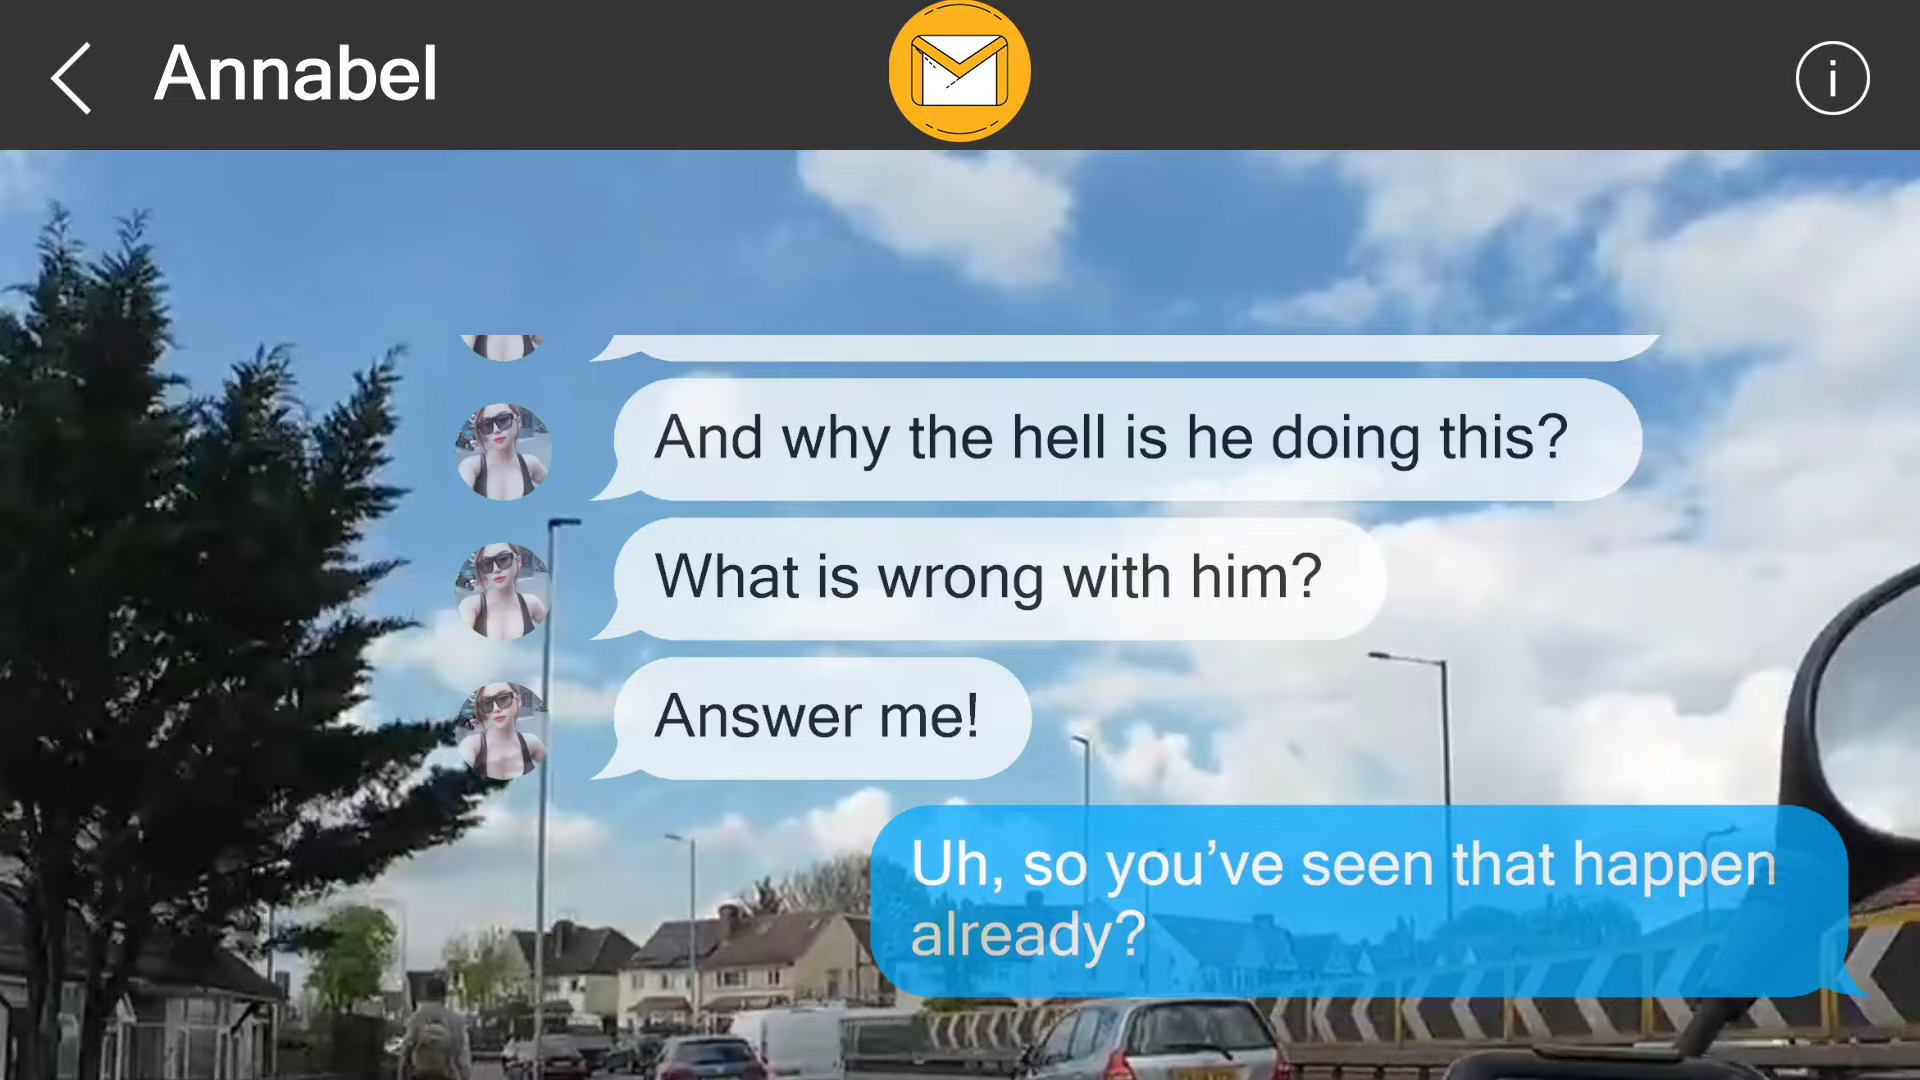 Annabel
i
And why the hell is he doing this?
What is wrong with him?
Answer me!
Uh, so you’ve seen that happen
already?